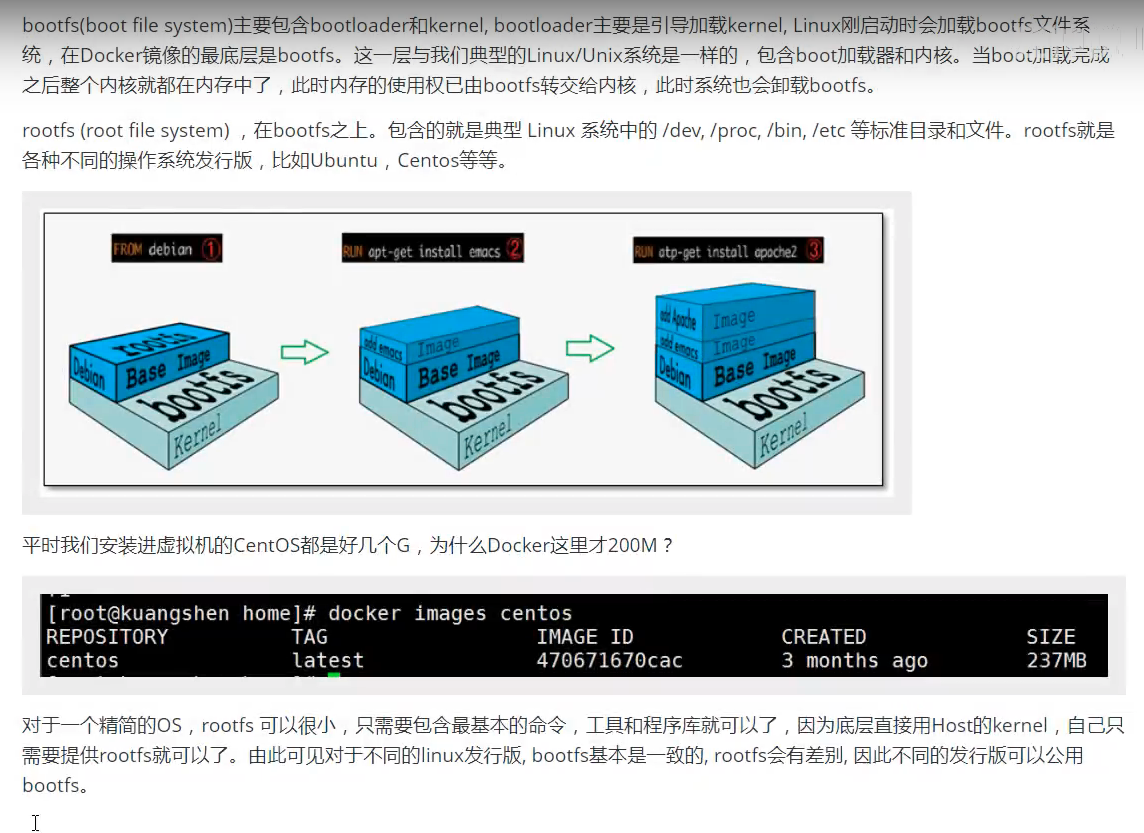 bootfs(boot file system)主要包含bootloader和kernel, bootloader主要是引导加载kernel, Linux刚启动时会加载bootfs文件系
统，在Docker镜像的最底层是bootfs。这一层与我们典型的Linux/Unix系统是一样的，包含boot加载器和内核。当boot加载完成
之后整个内核就都在内存中了，此时内存的使用权已由bootfs转交给内核，此时系统也会卸载bootfs。
rootfs (root file system) ，在bootfs之上。包含的就是典型 Linux 系统中的 /dev, /proc, /bin, /etc 等标准目录和文件。rootfs就是
各种不同的操作系统发行版，比如Ubuntu，Centos等等。
FROM debian ①
RUN apt-get install emacs ②
RUN atp-get install apache2 ③
rootfs
Debian
Base Image
bootfs
Kernel
add emacs
Image
Debian
Base Image
bootfs
Kernel
add Apache
Image
add emacs
Image
Debian
Base Image
bootfs
Kernel
平时我们安装进虚拟机的CentOS都是好几个G，为什么Docker这里才200M？
[root@kuangshen home]# docker images centos
REPOSITORY TAG IMAGE ID CREATED SIZE
centos latest 470671670cac 3 months ago 237MB
对于一个精简的OS，rootfs 可以很小，只需要包含最基本的命令，工具和程序库就可以了，因为底层直接用Host的kernel，自己只
需要提供rootfs就可以了。由此可见对于不同的linux发行版, bootfs基本是一致的, rootfs会有差别, 因此不同的发行版可以公用
bootfs。